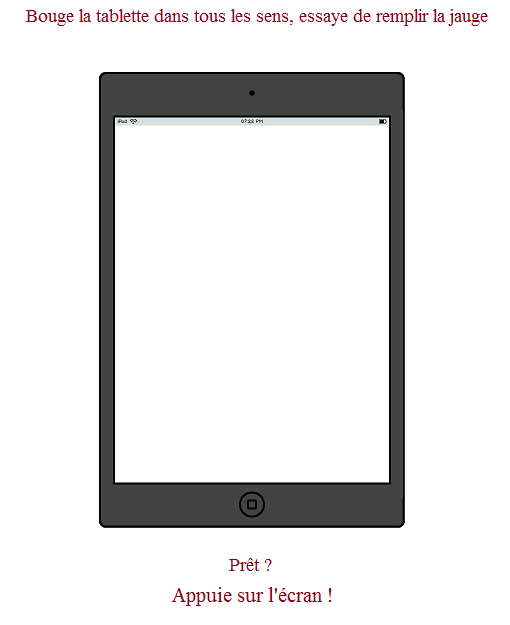 Bouge la tablette dans tous les sens, essaye de remplir la jauge
iPad 07:22 PM
Prêt ?
Appuie sur l'écran !